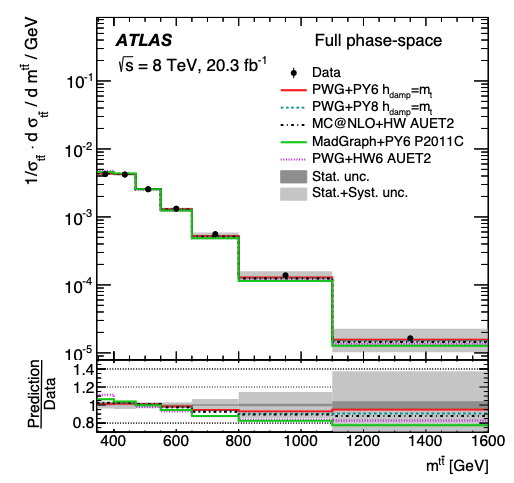 1/σ_tt̄ · d σ_tt̄ / d m^tt̄ / GeV
ATLAS Full phase-space
√s = 8 TeV, 20.3 fb⁻¹
Data
PWG+PY6 h_damp=m_t
PWG+PY8 h_damp=m_t
MC@NLO+HW AUET2
MadGraph+PY6 P2011C
PWG+HW6 AUET2
Stat. unc.
Stat.+Syst. unc.
10⁻¹
10⁻²
10⁻³
10⁻⁴
10⁻⁵
Prediction
Data
1.4
1.2
1
0.8
400 600 800 1000 1200 1400 1600
m^tt̄ [GeV]